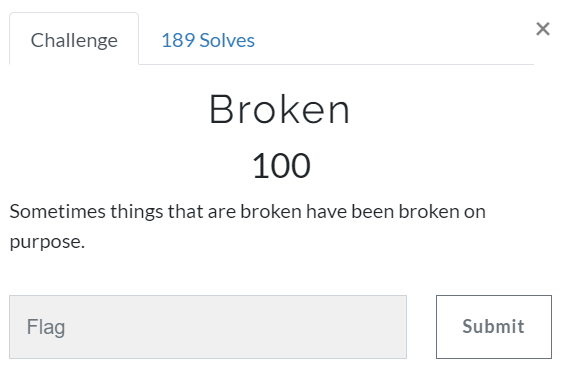 Challenge
189 Solves
×
Broken
100
Sometimes things that are broken have been broken on
purpose.
Flag
Submit